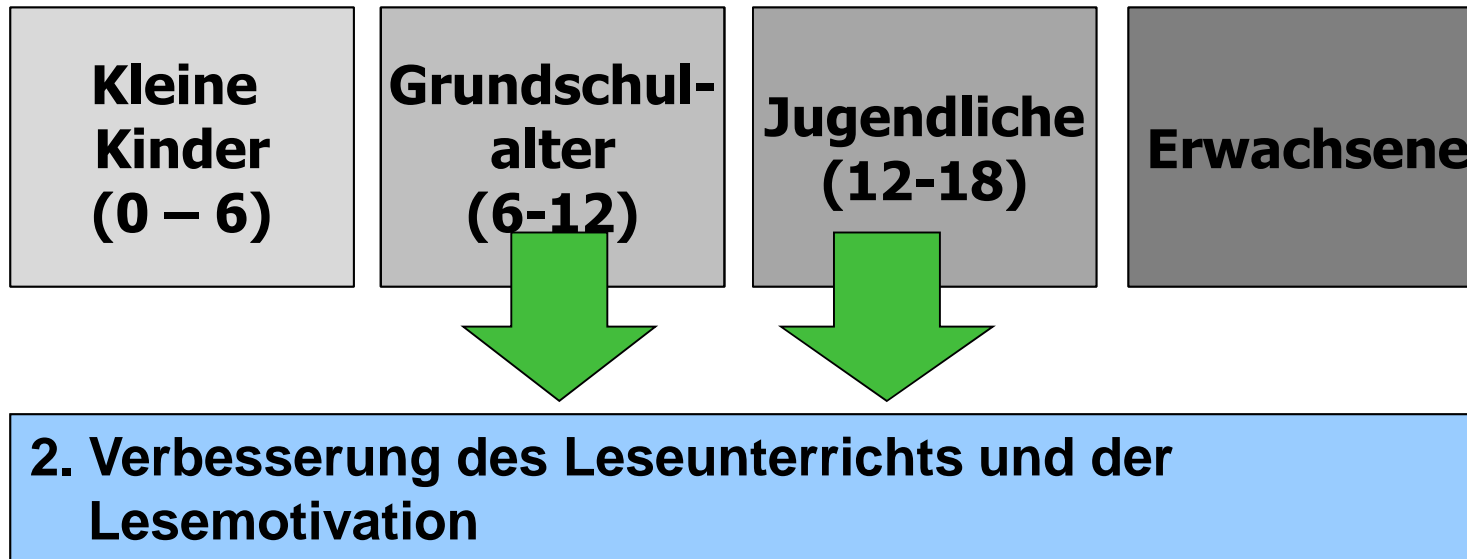 Kleine
Kinder
(0 – 6)
Grundschul-
alter
(6-12)
Jugendliche
(12-18)
Erwachsene
2. Verbesserung des Leseunterrichts und der
Lesemotivation